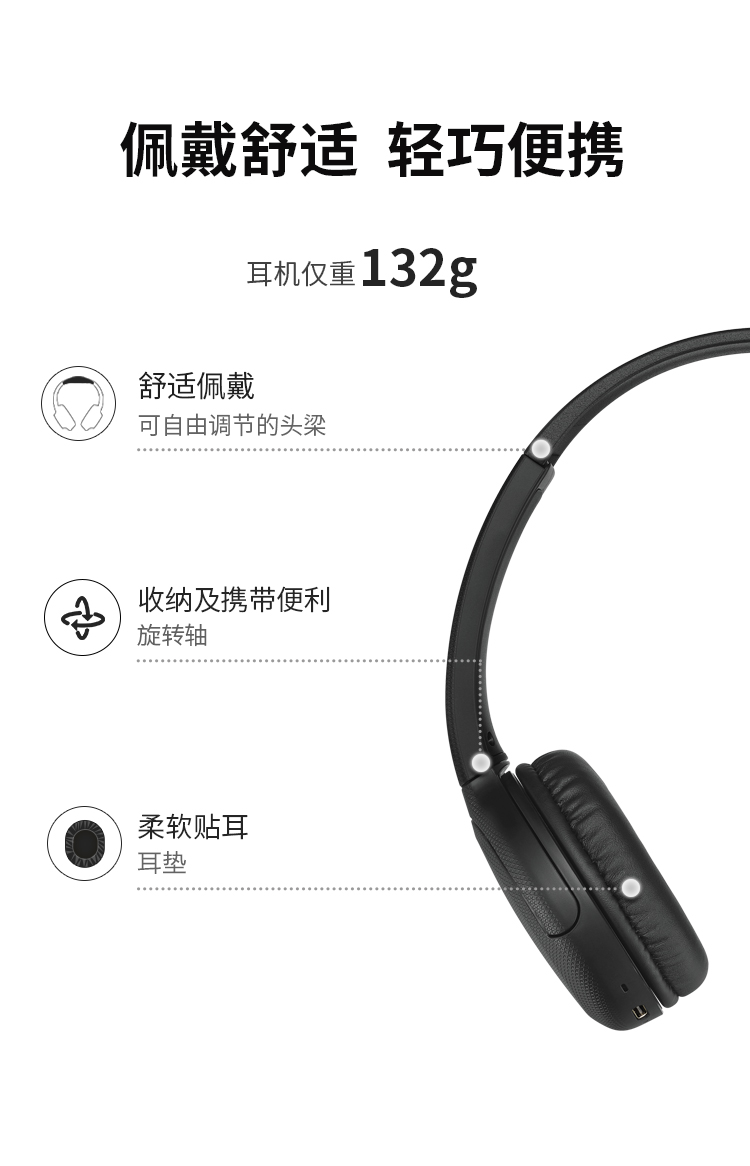 佩戴舒适 轻巧便携
耳机仅重132g
舒适佩戴
可自由调节的头梁
收纳及携带便利
旋转轴
柔软贴耳
耳垫